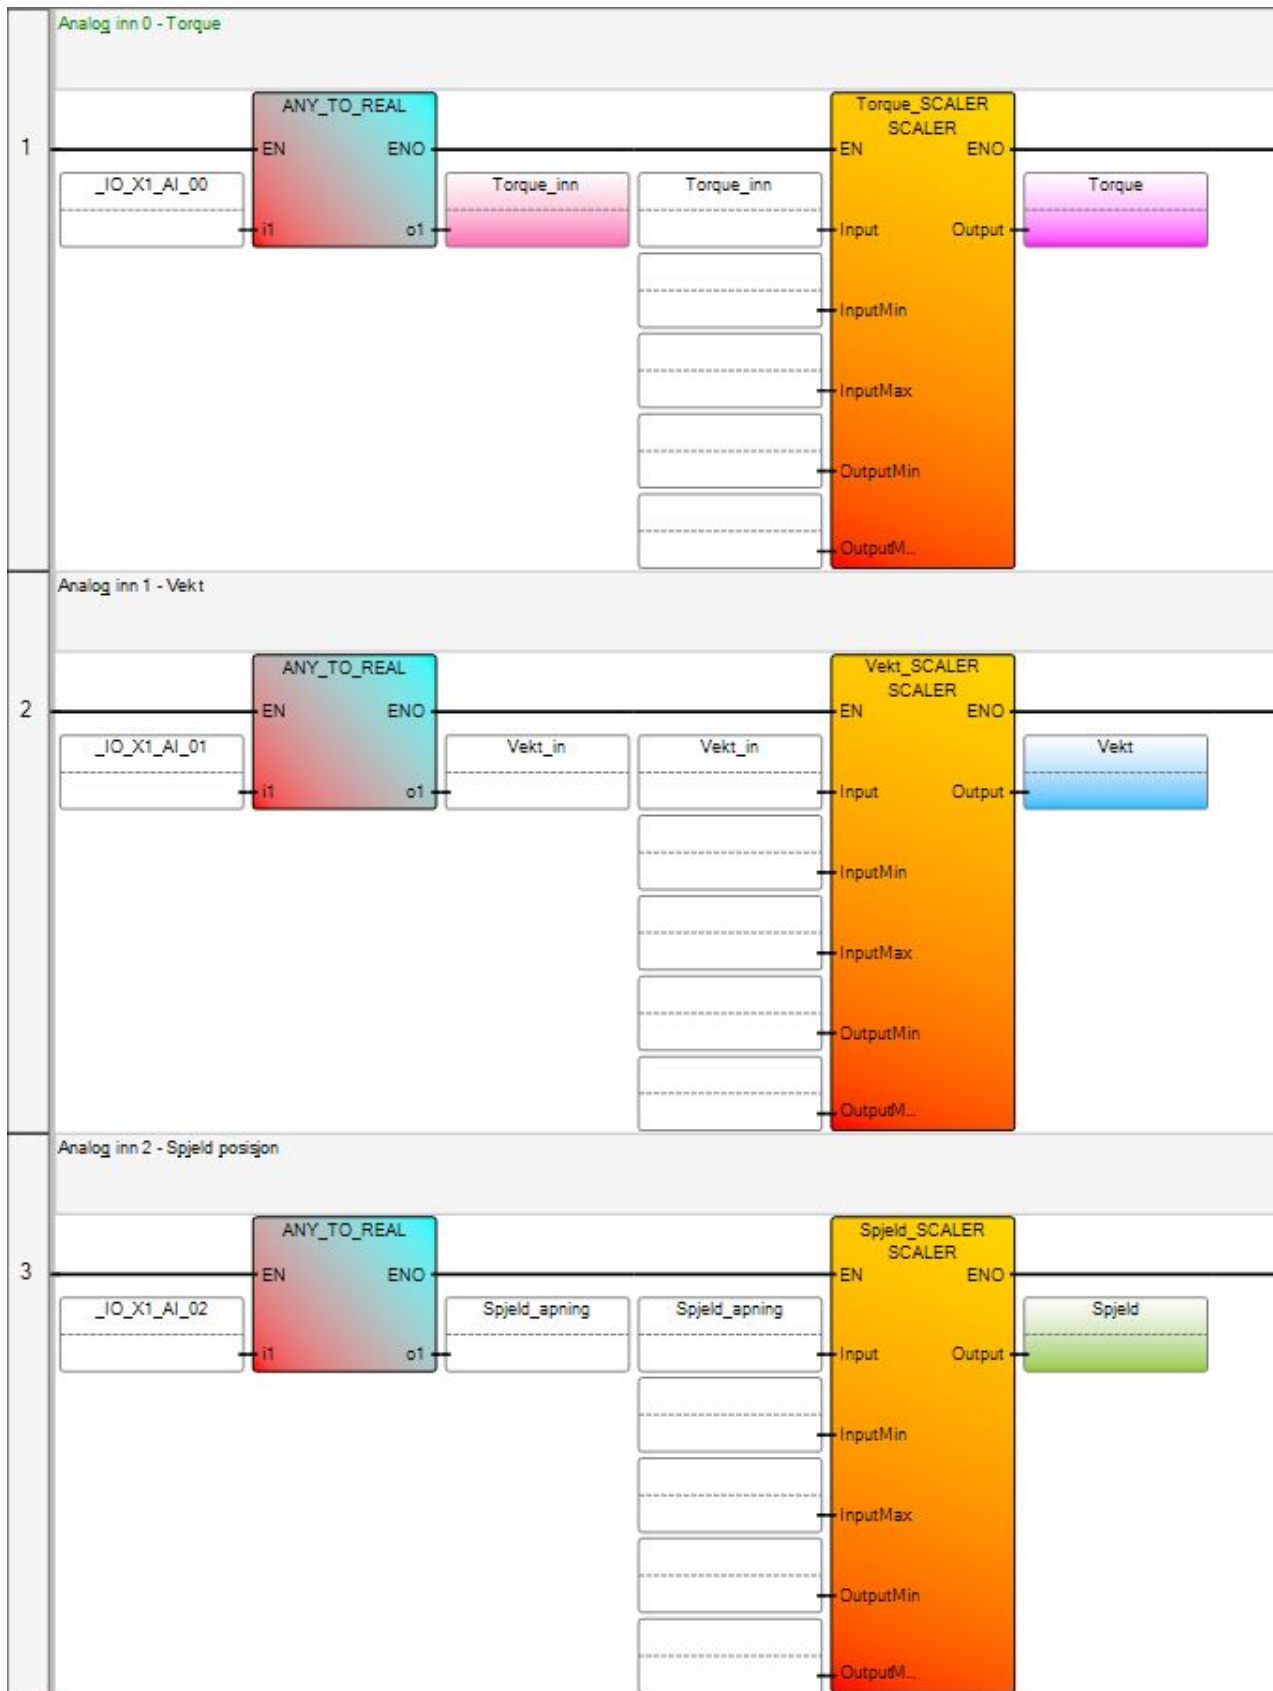 Analog inn 0 - Torque
1
ANY_TO_REAL
EN ENO
_IO_X1_AI_00
i1 o1
Torque_inn
Torque_inn
Torque_SCALER
SCALER
EN ENO
Input Output
Torque
InputMin
InputMax
OutputMin
OutputM...
Analog inn 1 - Vekt
2
ANY_TO_REAL
EN ENO
_IO_X1_AI_01
i1 o1
Vekt_in
Vekt_in
Vekt_SCALER
SCALER
EN ENO
Input Output
Vekt
InputMin
InputMax
OutputMin
OutputM...
Analog inn 2 - Spjeld posisjon
3
ANY_TO_REAL
EN ENO
_IO_X1_AI_02
i1 o1
Spjeld_apning
Spjeld_apning
Spjeld_SCALER
SCALER
EN ENO
Input Output
Spjeld
InputMin
InputMax
OutputMin
OutputM...